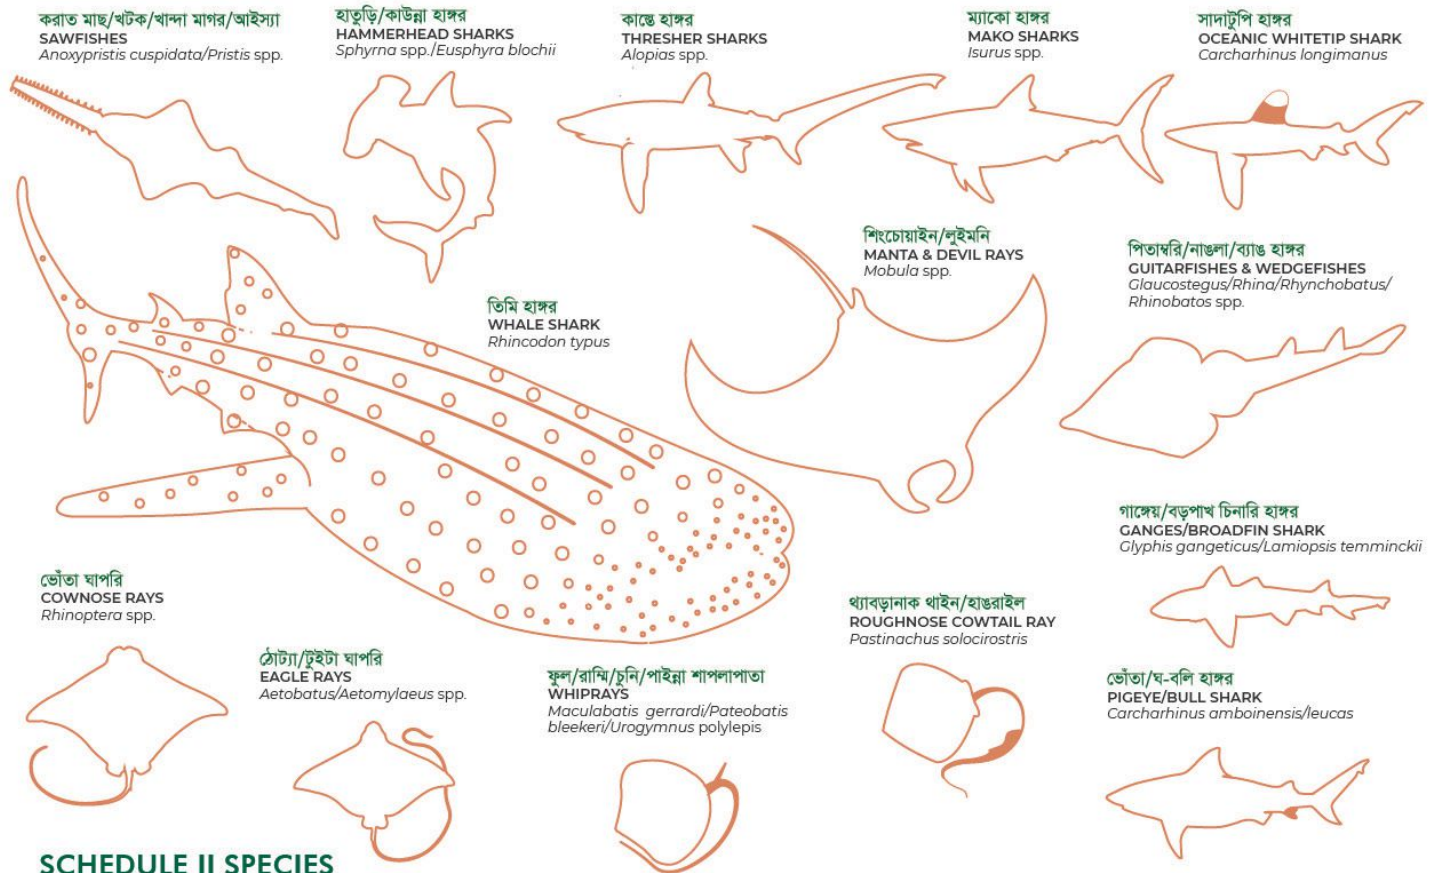 করাত মাছ/খটক/খান্দা মাগর/আইস্যা
SAWFISHES
Anoxypristis cuspidata/Pristis spp.
হাতুড়ি/কাউন্না হাঙ্গর
HAMMERHEAD SHARKS
Sphyrna spp./Eusphyra blochii
কাস্তে হাঙ্গর
THRESHER SHARKS
Alopias spp.
ম্যাকো হাঙ্গর
MAKO SHARKS
Isurus spp.
সাদাটুপি হাঙ্গর
OCEANIC WHITETIP SHARK
Carcharhinus longimanus
তিমি হাঙ্গর
WHALE SHARK
Rhincodon typus
শিংচোয়াইন/লুইমনি
MANTA & DEVIL RAYS
Mobula spp.
পিতাম্বরি/নাঙলা/ব্যাঙ হাঙ্গর
GUITARFISHES & WEDGEFISHES
Glaucostegus/Rhina/Rhynchobatus/
Rhinobatos spp.
গাঙ্গেয়/বড়পাখ চিনারি হাঙ্গর
GANGES/BROADFIN SHARK
Glyphis gangeticus/Lamiopsis temminckii
ভোঁতা ঘাপরি
COWNOSE RAYS
Rhinoptera spp.
ঠোট্যা/টুইটা ঘাপরি
EAGLE RAYS
Aetobatus/Aetomylaeus spp.
ফুল/রাম্মি/চুনি/পাইন্না শাপলাপাতা
WHIPRAYS
Maculabatis gerrardi/Pateobatis
bleekeri/Urogymnus polylepis
থ্যাবড়ানাক থাইন/হাঙরাইল
ROUGHNOSE COWTAIL RAY
Pastinachus solocirostris
ভোঁতা/ঘ-বলি হাঙ্গর
PIGEYE/BULL SHARK
Carcharhinus amboinensis/leucas
SCHEDULE II SPECIES